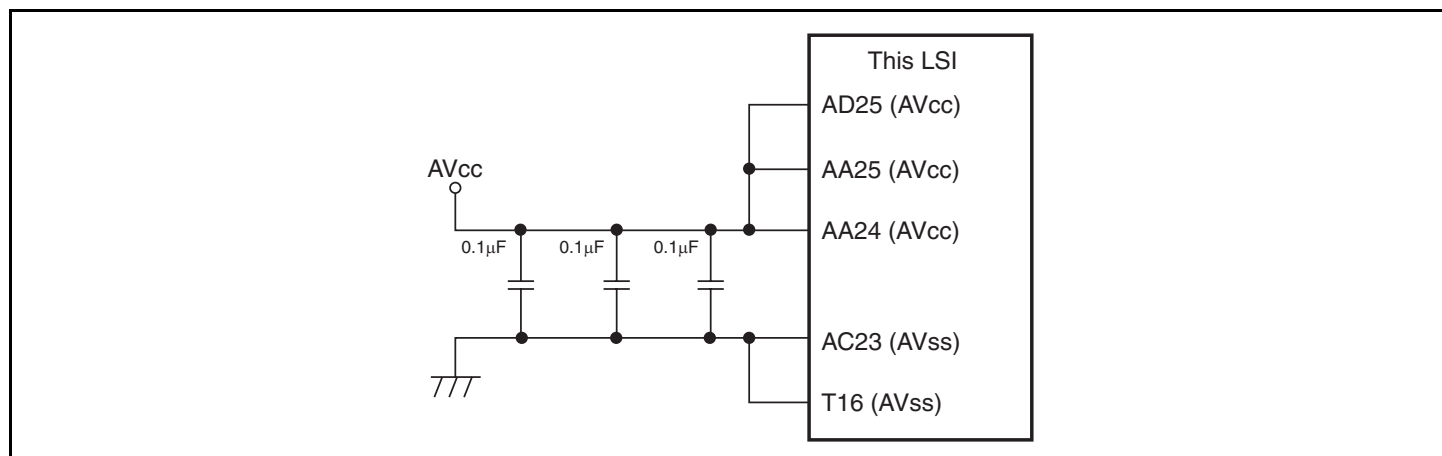 This LSI
AD25 (AVcc)
AVcc
AA25 (AVcc)
AA24 (AVcc)
0.1µF 0.1µF 0.1µF
AC23 (AVss)
T16 (AVss)